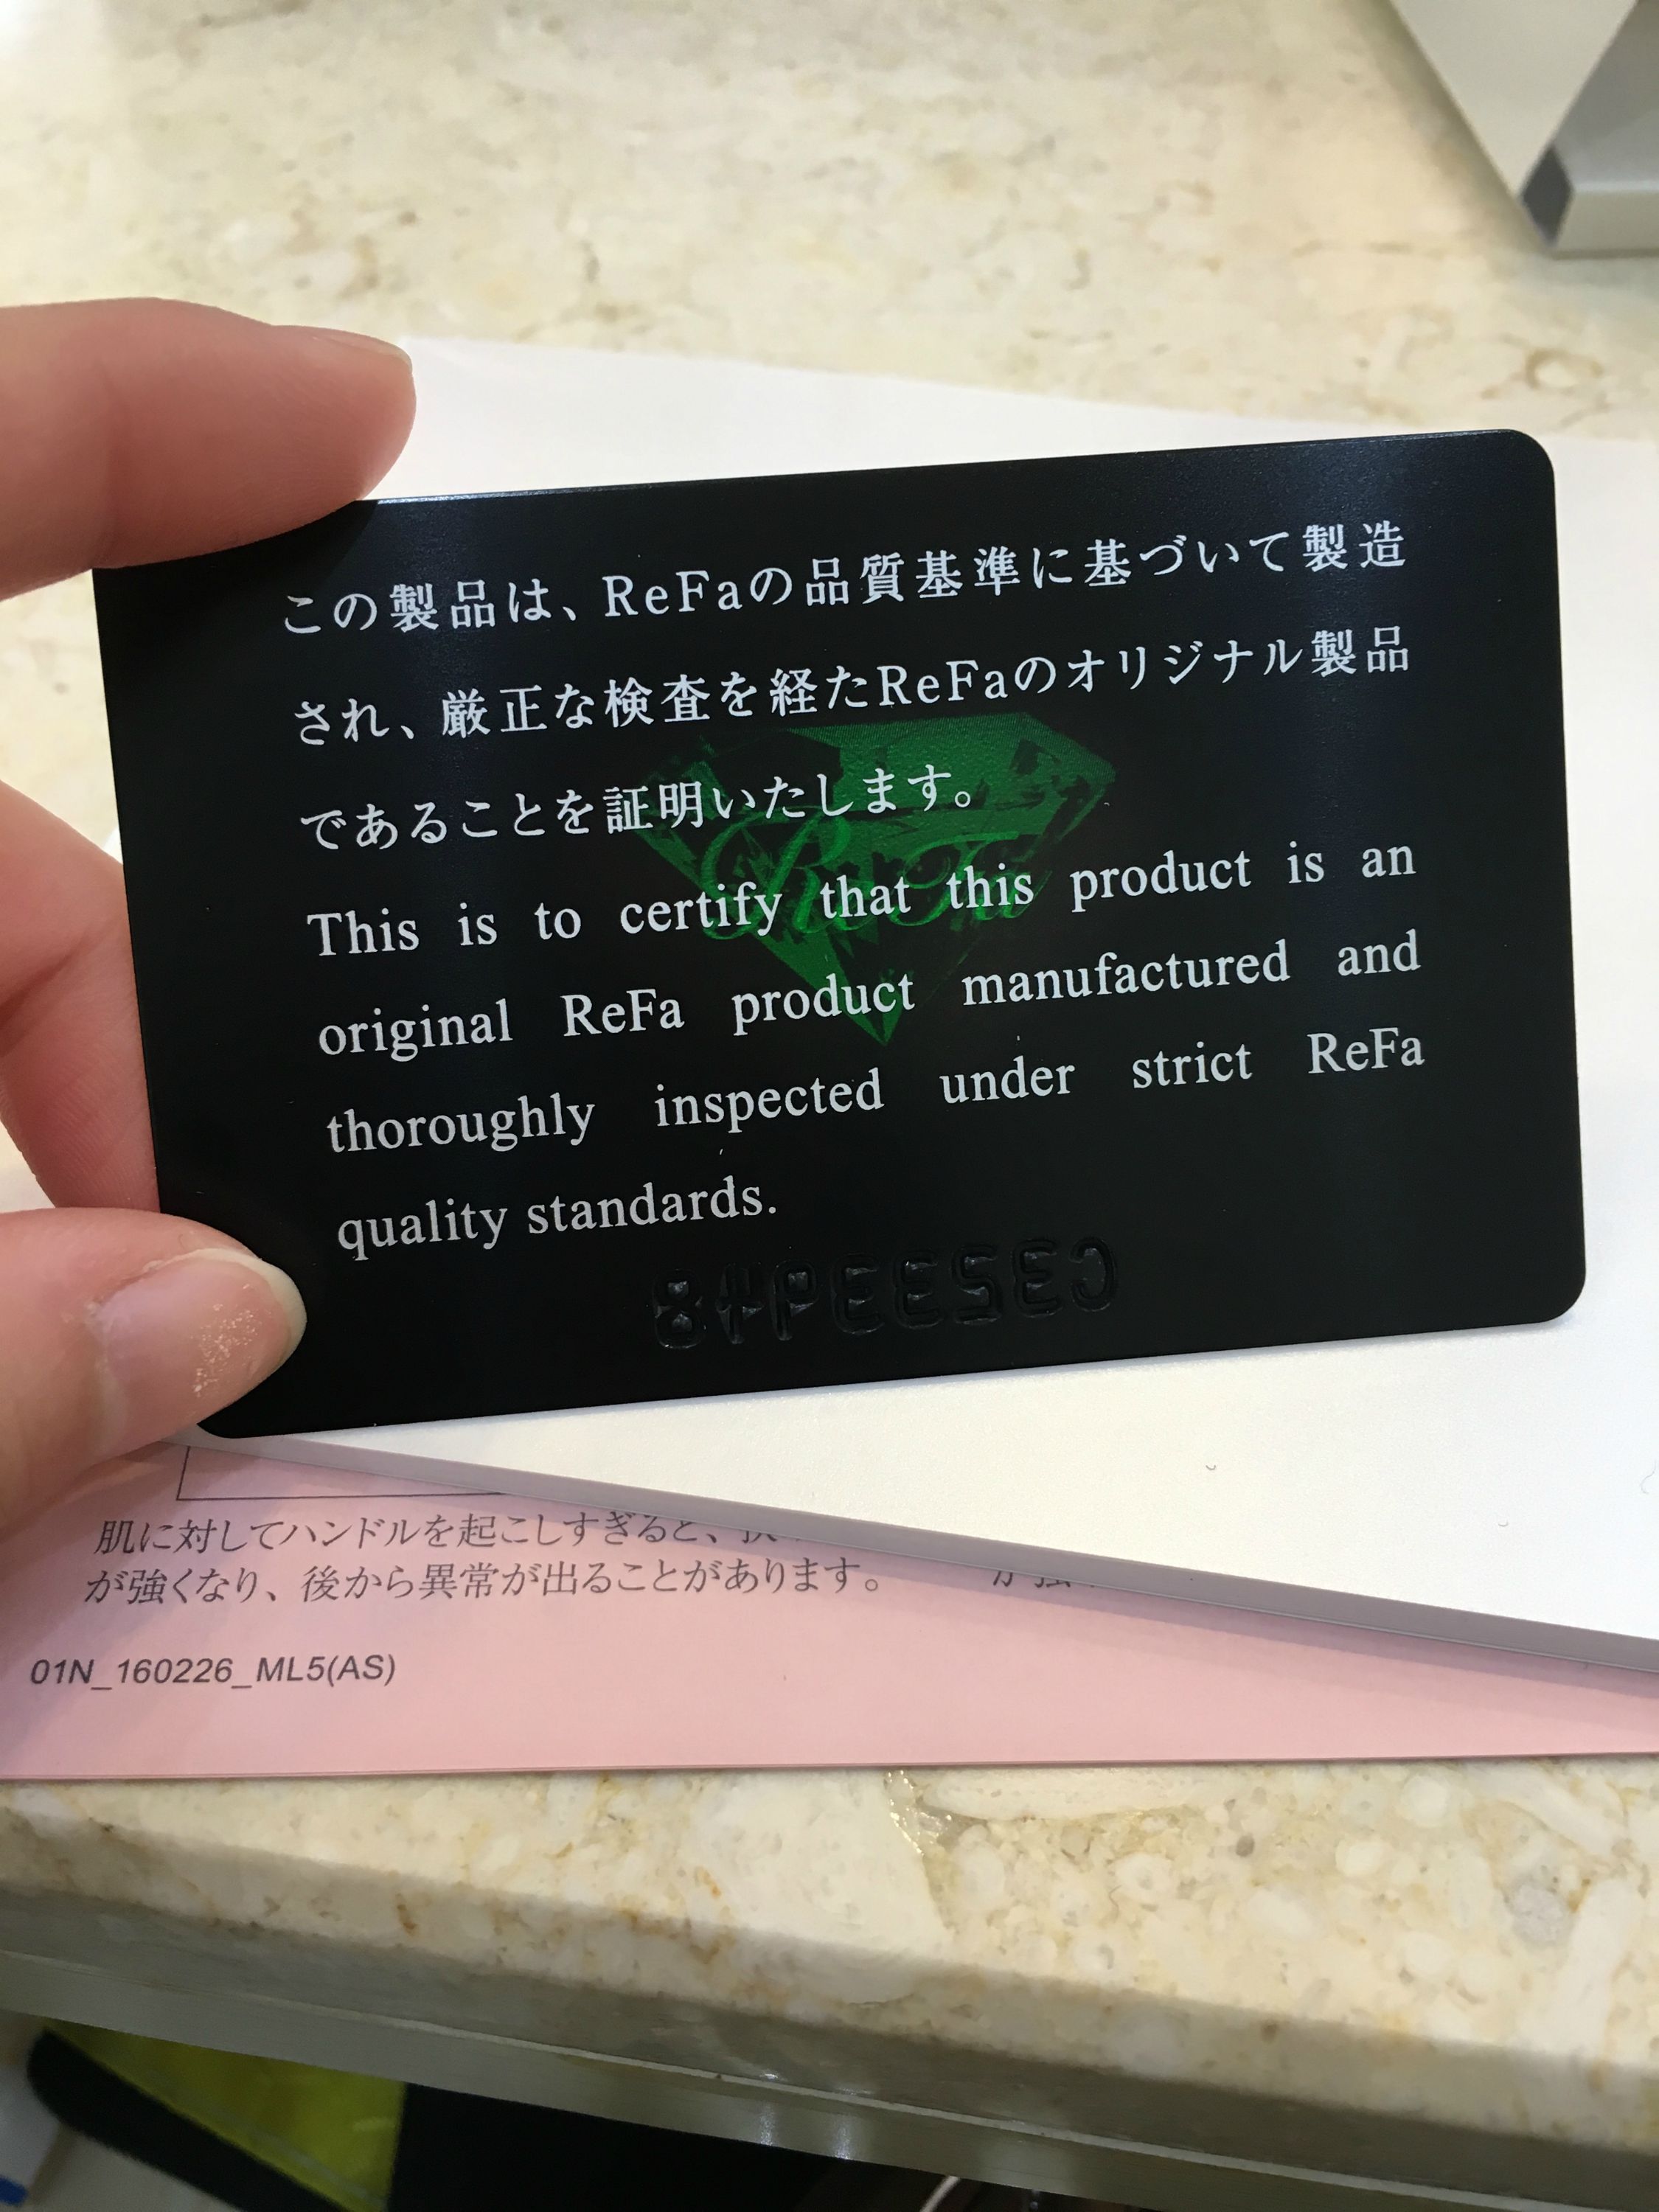 この製品は、ReFaの品質基準に基づいて製造
され、厳正な検査を経たReFaのオリジナル製品
であることを証明いたします。
This is to certify that this product is an
original ReFa product manufactured and
thoroughly inspected under strict ReFa
quality standards.
ReFa
肌に対してハンドルを起こしすぎると、
が強くなり、後から異常が出ることがあります。
01N_160226_ML5(AS)